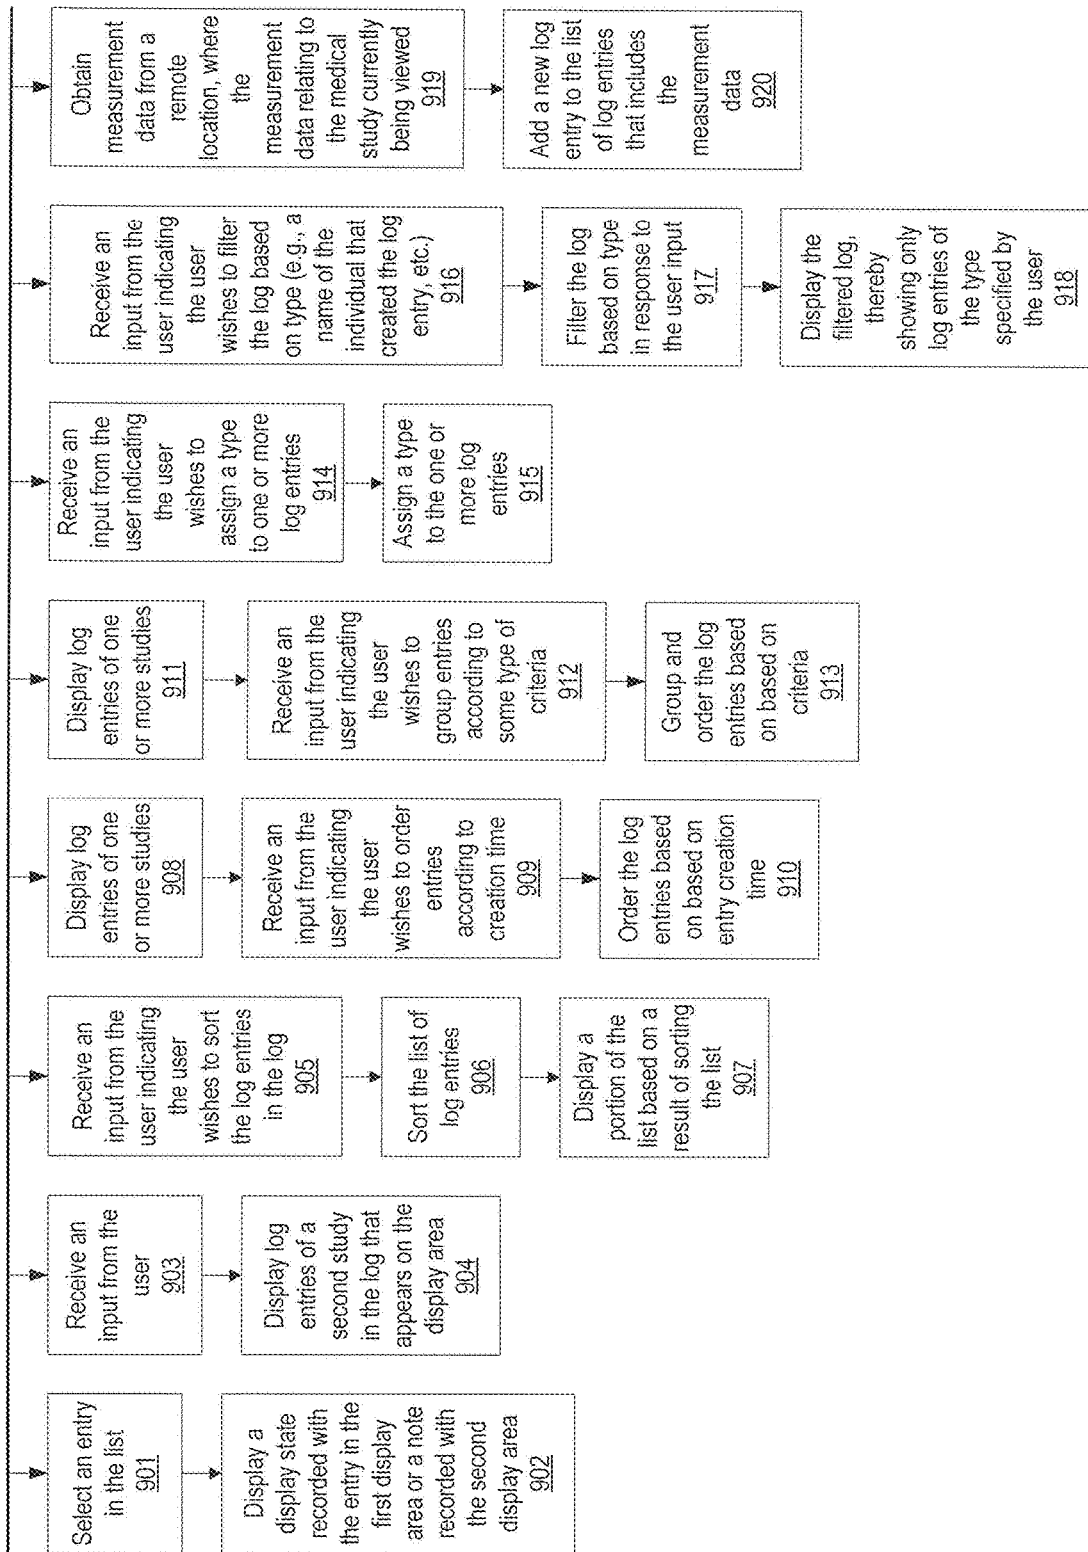 Select an entry
in the list
901
Display a
display state
recorded with
the entry in the
first display
area or a note
recorded with
the second
display area
902
Receive an
input from the
user
903
Display log
entries of a
second study
in the log that
appears on the
display area
904
Receive an
input from the
user indicating
the user
wishes to sort
the log entries
in the log
905
Sort the list of
log entries
906
Display a
portion of the
list based on a
result of sorting
the list
907
Display log
entries of one
or more studies
908
Receive an
input from the
user indicating
the user
wishes to order
entries
according to
creation time
909
Order the log
entries based
on based on
entry creation
time
910
Display log
entries of one
or more studies
911
Receive an
input from the
user indicating
the user
wishes to
group entries
according to
some type of
criteria
912
Group and
order the log
entries based
on based on
criteria
913
Receive an
input from the
user indicating
the user
wishes to
assign a type
to one or more
log entries
914
Assign a type
to the one or
more log
entries
915
Receive an
input from the
user indicating
the user
wishes to filter
the log based
on type (e.g., a
name of the
individual that
created the log
entry, etc.)
916
Filter the log
based on type
in response to
the user input
917
Display the
filtered log,
thereby
showing only
log entries of
the type
specified by
the user
918
Obtain
measurement
data from a
remote
location, where
the
measurement
data relating to
the medical
study currently
being viewed
919
Add a new log
entry to the list
of log entries
that includes
the
measurement
data
920